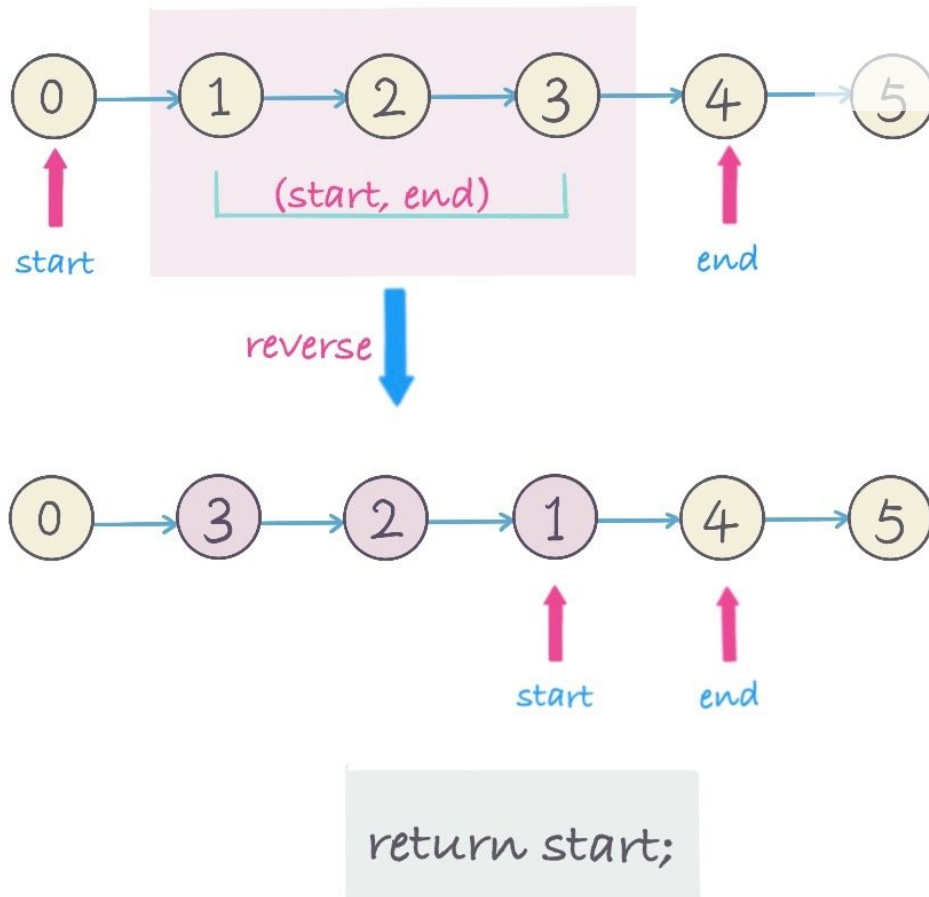 0 1 2 3 4 5
(start, end)
start end
reverse
0 3 2 1 4 5
start end
return start;